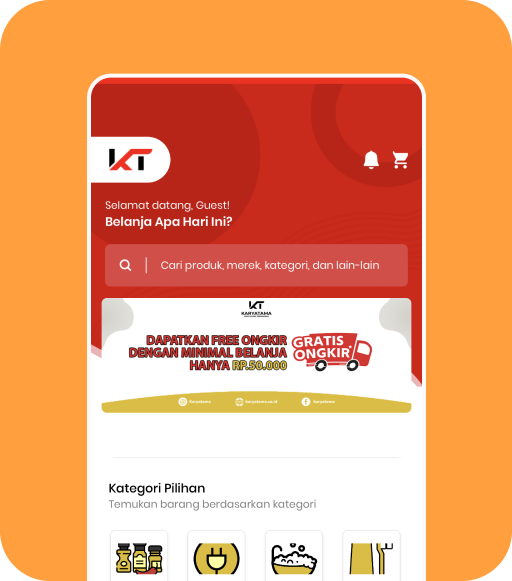 KT
Selamat datang, Guest!
Belanja Apa Hari Ini?
Cari produk, merek, kategori, dan lain-lain
KT
KARYATAMA
DAPATKAN FREE ONGKIR
DENGAN MINIMAL BELANJA
HANYA RP.50.000
GRATIS
ONGKIR
Kategori Pilihan
Temukan barang berdasarkan kategori